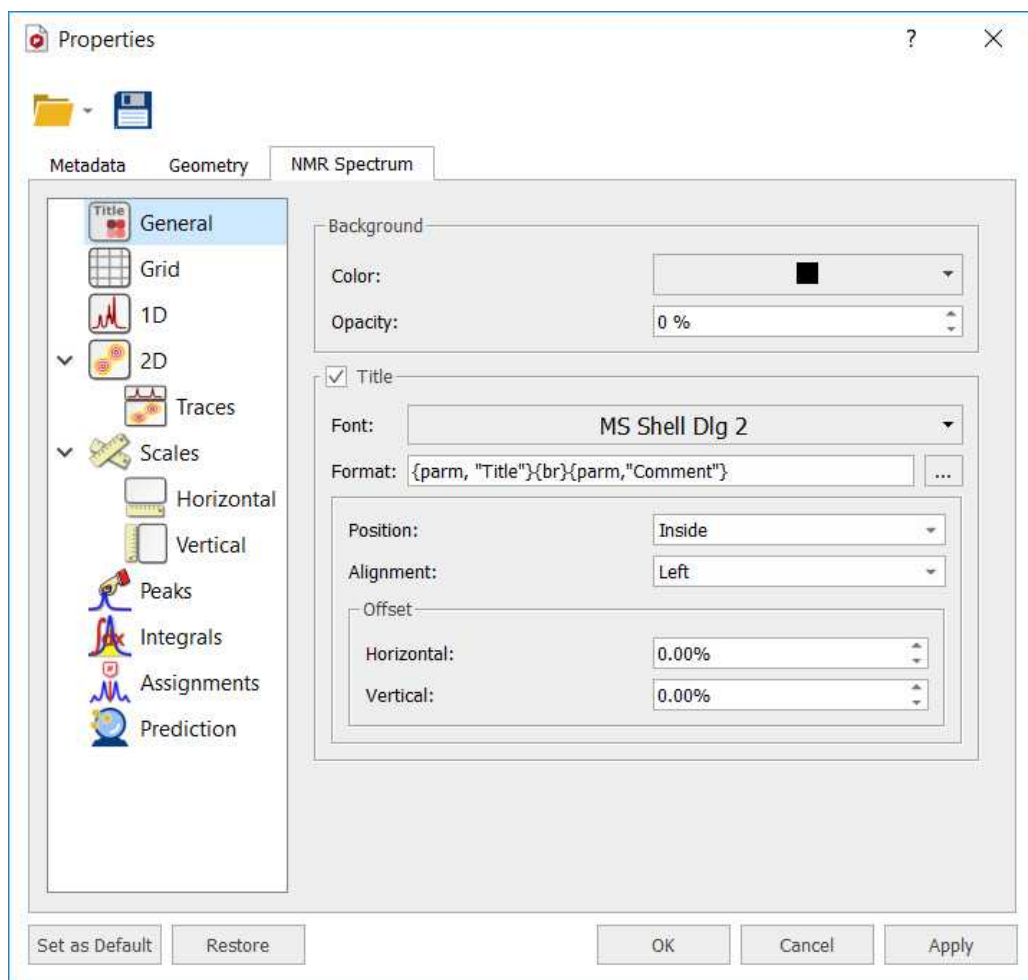 Properties
?
Metadata
Geometry
NMR Spectrum
Title
General
Grid
1D
2D
Traces
Scales
Horizontal
Vertical
Peaks
Integrals
Assignments
Prediction
Background
Color:
Opacity: 0 %
Title
Font: MS Shell Dlg 2
Format: {parm, "Title"}{br}{parm,"Comment"} ...
Position: Inside
Alignment: Left
Offset
Horizontal: 0.00%
Vertical: 0.00%
Set as Default
Restore
OK
Cancel
Apply